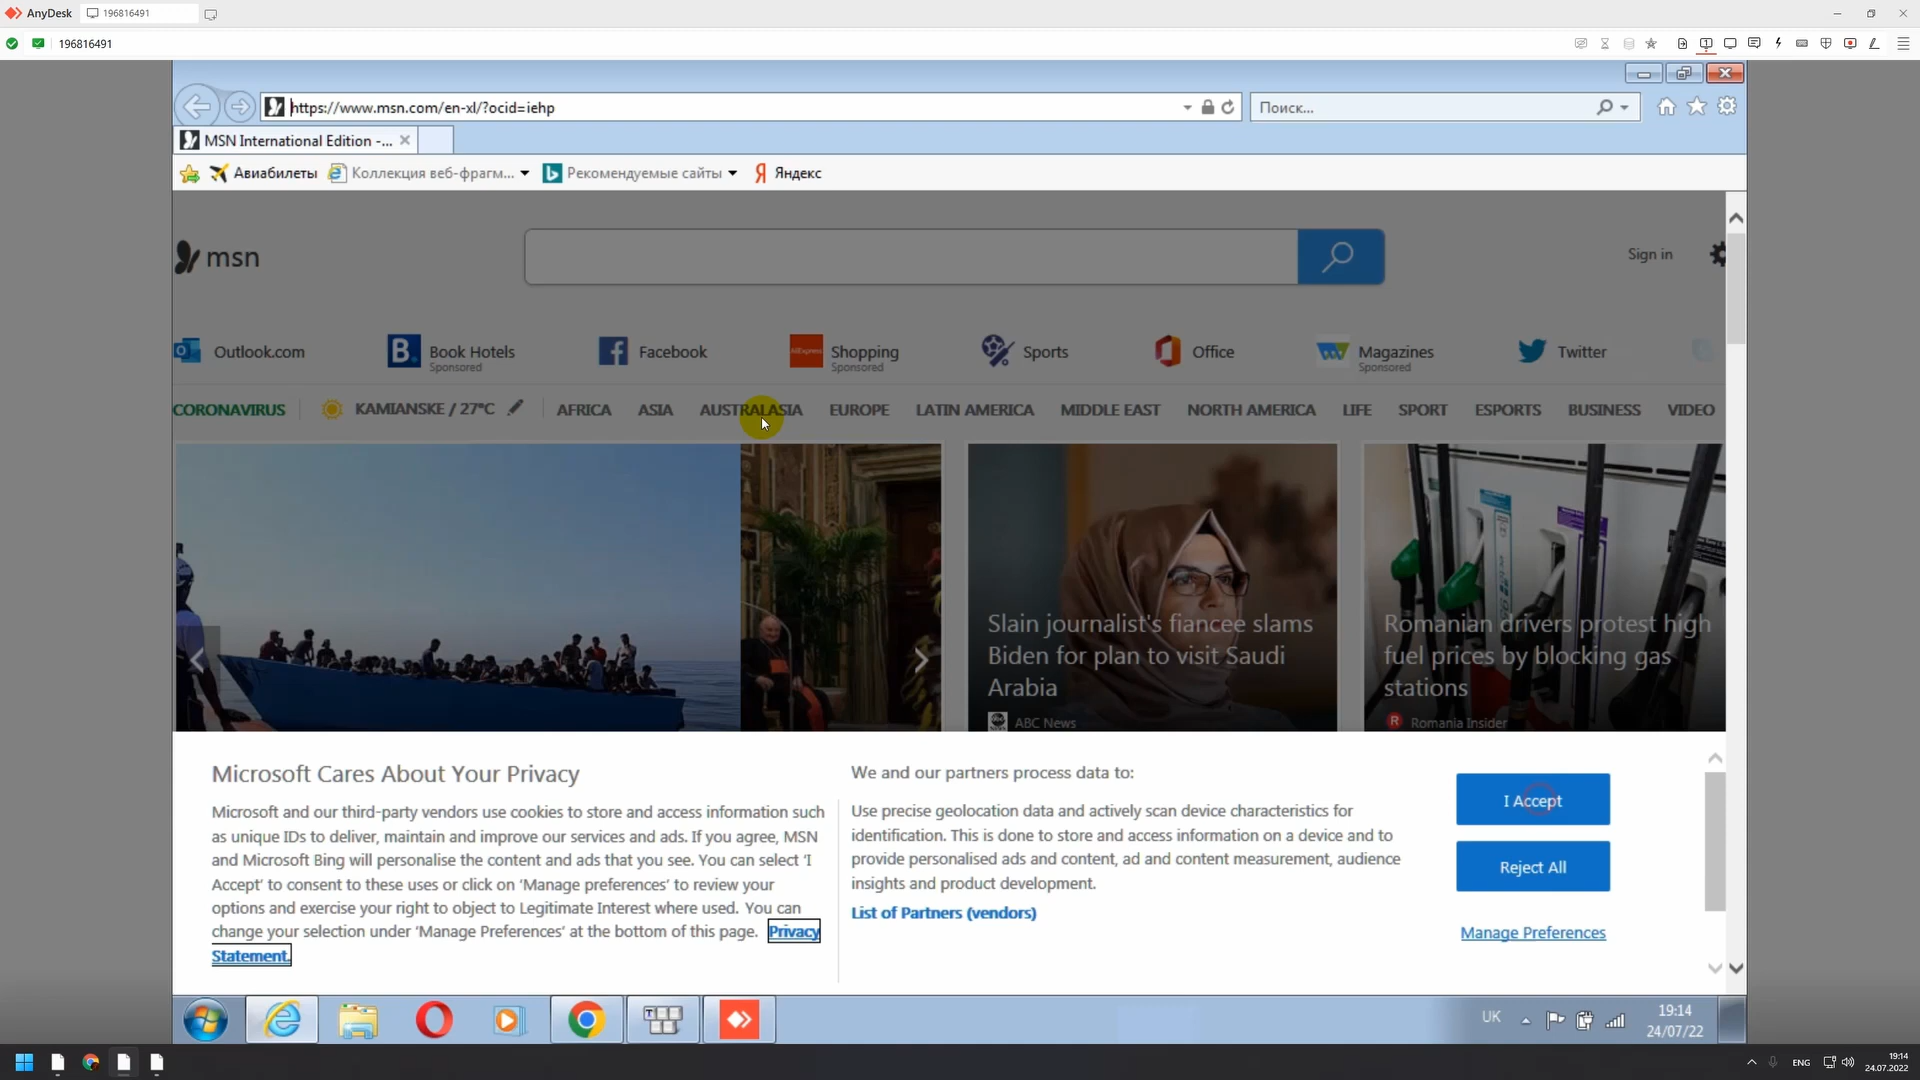 AnyDesk
196816491
196816491
https://www.msn.com/en-xl/?ocid=iehp
Поиск...
MSN International Edition -...
Авиабилеты
Коллекция веб-фрагм...
Рекомендуемые сайты
Яндекс
msn
Sign in
Outlook.com
Book Hotels
Sponsored
Facebook
Shopping
Sponsored
Sports
Office
Magazines
Sponsored
Twitter
CORONAVIRUS
KAMIANSKE / 27°C
AFRICA
ASIA
AUSTRALASIA
EUROPE
LATIN AMERICA
MIDDLE EAST
NORTH AMERICA
LIFE
SPORT
ESPORTS
BUSINESS
VIDEO
Slain journalist's fiancee slams
Biden for plan to visit Saudi
Arabia
ABC News
Romanian drivers protest high
fuel prices by blocking gas
stations
Romania Insider
Microsoft Cares About Your Privacy
Microsoft and our third-party vendors use cookies to store and access information such
as unique IDs to deliver, maintain and improve our services and ads. If you agree, MSN
and Microsoft Bing will personalise the content and ads that you see. You can select 'I
Accept' to consent to these uses or click on 'Manage preferences' to review your
options and exercise your right to object to Legitimate Interest where used. You can
change your selection under 'Manage Preferences' at the bottom of this page. Privacy
Statement.
We and our partners process data to:
Use precise geolocation data and actively scan device characteristics for
identification. This is done to store and access information on a device and to
provide personalised ads and content, ad and content measurement, audience
insights and product development.
List of Partners (vendors)
I Accept
Reject All
Manage Preferences
UK
19:14
24/07/22
ENG
19:14
24.07.2022